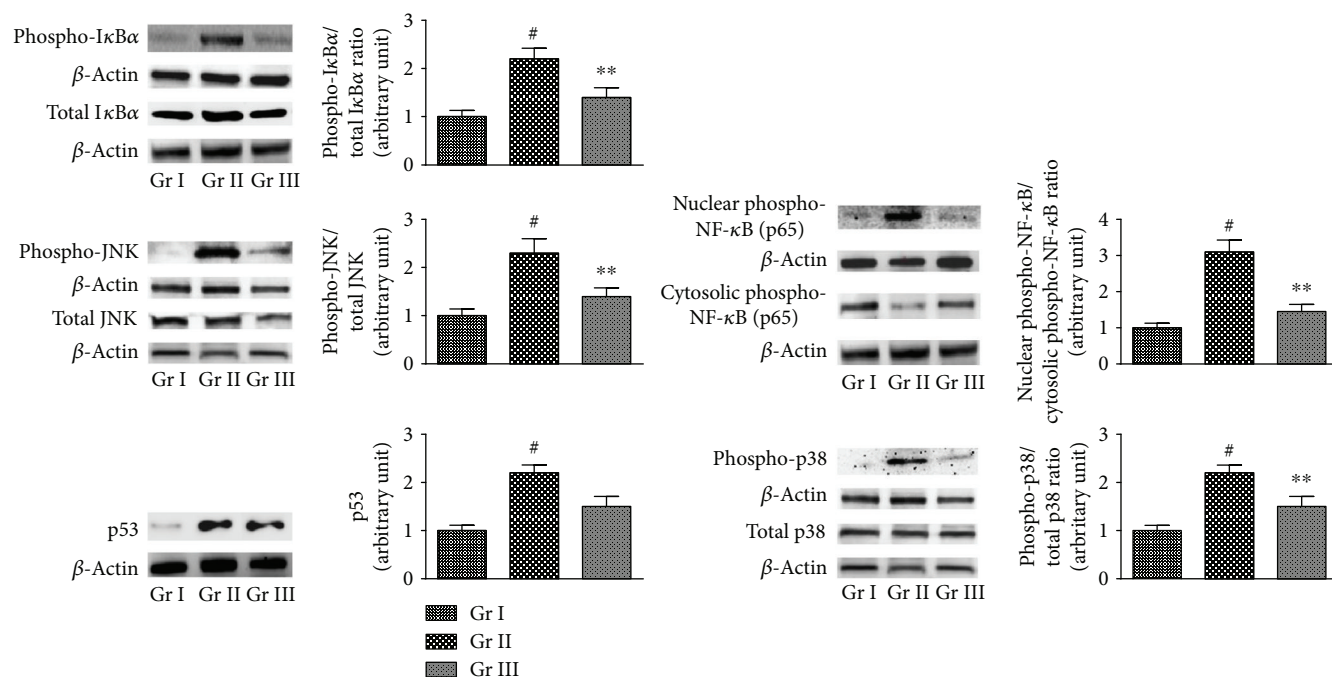 Phospho-IκBα
β-Actin
Total IκBα
β-Actin
Gr I Gr II Gr III
Phospho-IκBα/
total IκBα ratio
(arbitrary unit)
3
2
1
0
#
**
Phospho-JNK
β-Actin
Total JNK
β-Actin
Gr I Gr II Gr III
Phospho-JNK/
total JNK
(arbitrary unit)
3
2
1
0
#
**
p53
β-Actin
Gr I Gr II Gr III
p53
(arbitrary unit)
3
2
1
0
#
Gr I
Gr II
Gr III
Nuclear phospho-
NF-κB (p65)
β-Actin
Cytosolic phospho-
NF-κB (p65)
β-Actin
Gr I Gr II Gr III
Nuclear phospho-NF-κB/
cytosolic phospho-NF-κB ratio
(arbitrary unit)
4
3
2
1
0
#
**
Phospho-p38
β-Actin
Total p38
β-Actin
Gr I Gr II Gr III
Phospho-p38/
total p38 ratio
(arbritary unit)
3
2
1
0
#
**